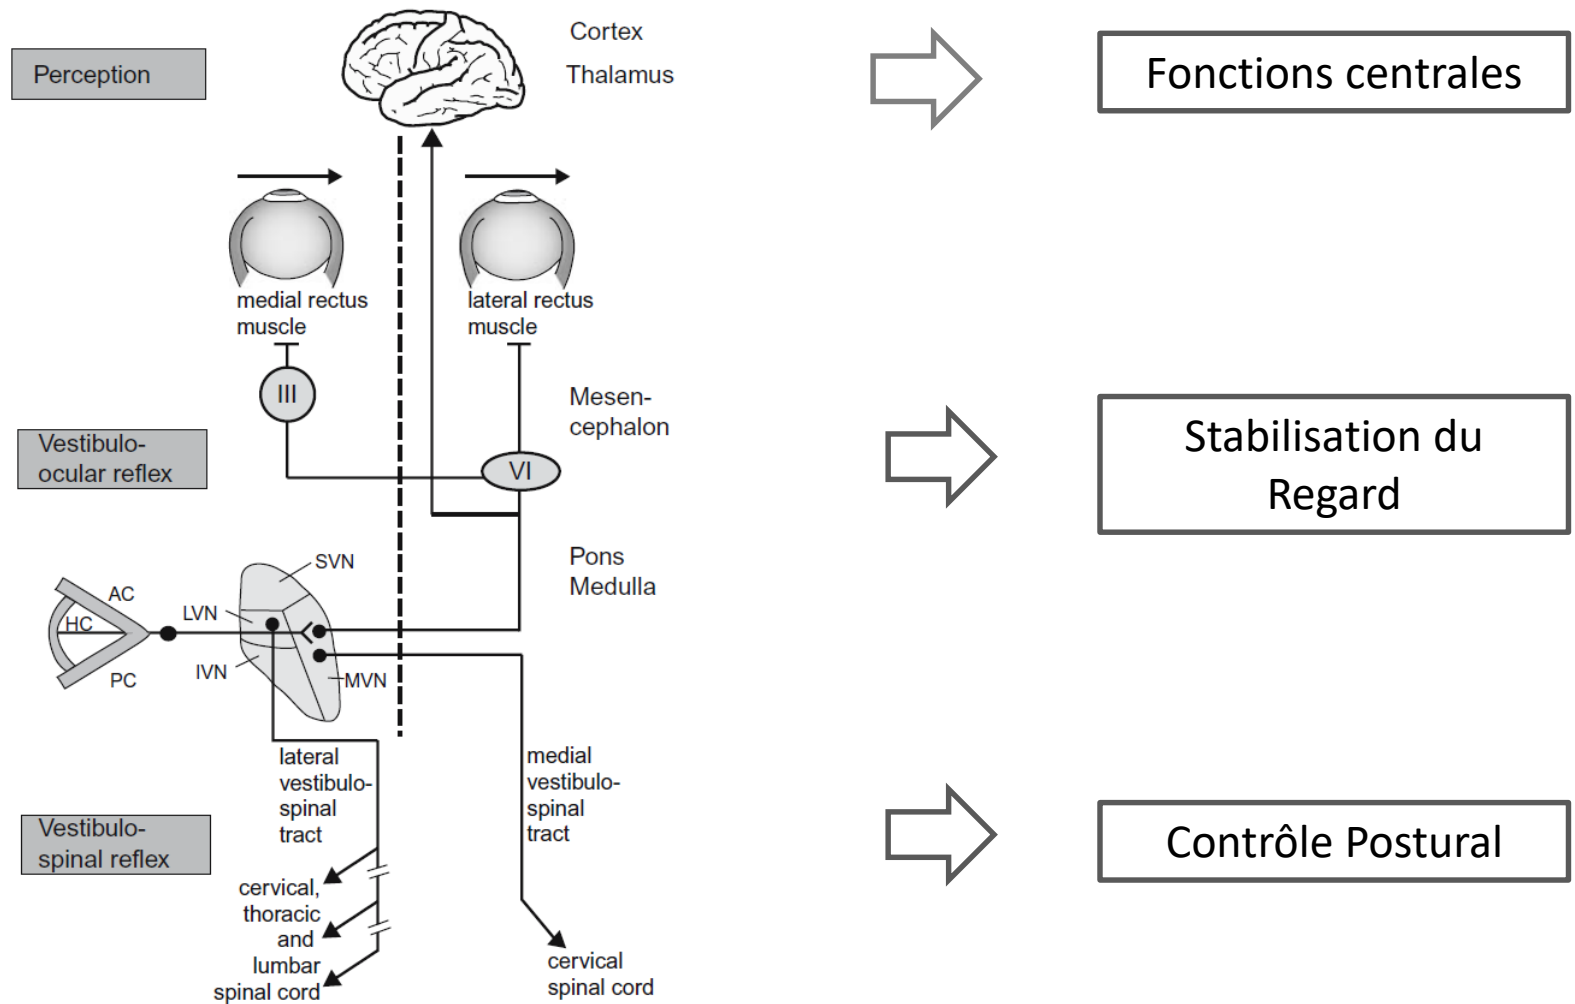 Cortex
Thalamus
Perception
Fonctions centrales
medial rectus
muscle
lateral rectus
muscle
III
Mesen-
cephalon
Vestibulo-
ocular reflex
VI
Stabilisation du
Regard
SVN
Pons
Medulla
AC
LVN
HC
IVN
PC
MVN
lateral
vestibulo-
spinal
tract
medial
vestibulo-
spinal
tract
Vestibulo-
spinal reflex
Contrôle Postural
cervical,
thoracic
and
lumbar
spinal cord
cervical
spinal cord